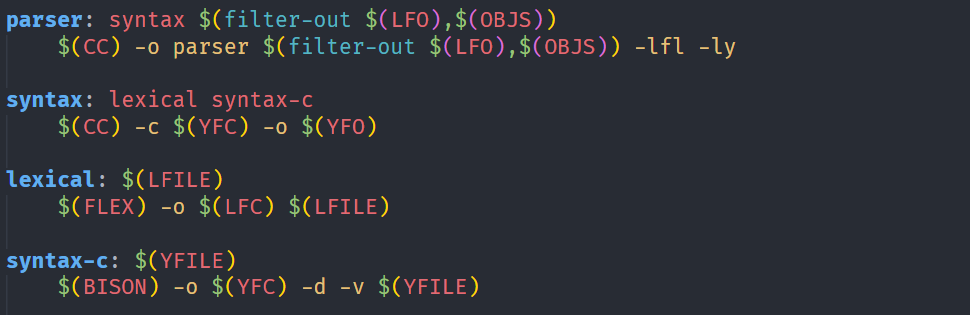 parser: syntax $(filter-out $(LFO),$(OBJS))
    $(CC) -o parser $(filter-out $(LFO),$(OBJS)) -lfl -ly

syntax: lexical syntax-c
    $(CC) -c $(YFC) -o $(YFO)

lexical: $(LFILE)
    $(FLEX) -o $(LFC) $(LFILE)

syntax-c: $(YFILE)
    $(BISON) -o $(YFC) -d -v $(YFILE)